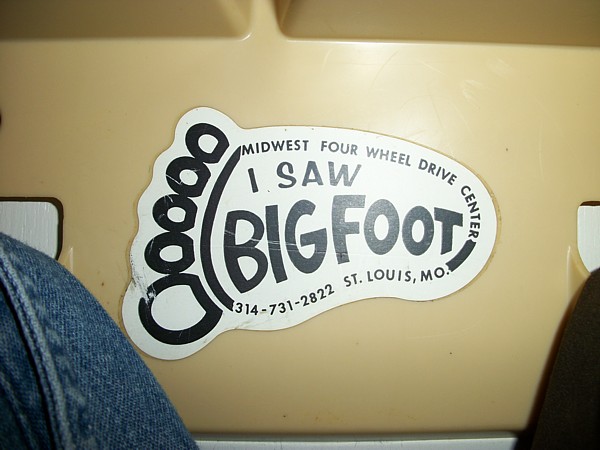 MIDWEST FOUR WHEEL DRIVE CENTER
I SAW
BIGFOOT
314-731-2822 ST. LOUIS, MO.